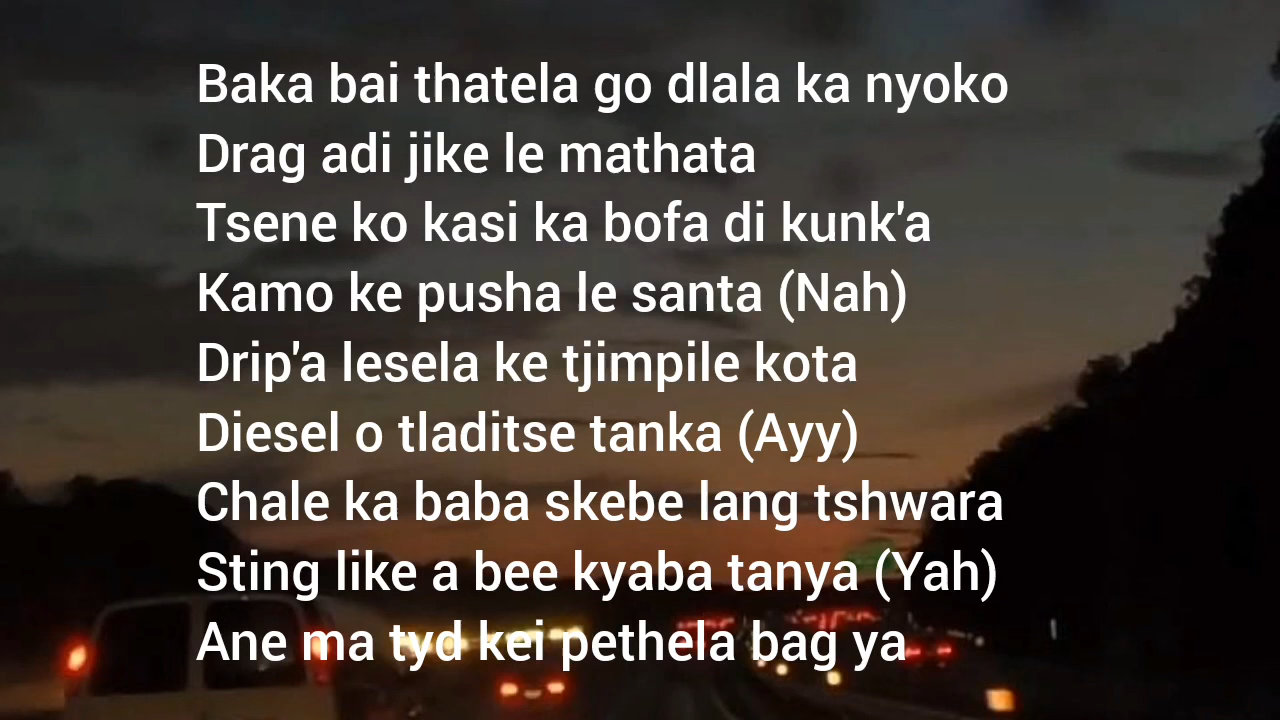 Baka bai thatela go dlala ka nyoko
Drag adi jike le mathata
Tsene ko kasi ka bofa di kunk'a
Kamo ke pusha le santa (Nah)
Drip'a lesela ke tjimpile kota
Diesel o tladitse tanka (Ayy)
Chale ka baba skebe lang tshwara
Sting like a bee kyaba tanya (Yah)
Ane ma tyd kei pethela bag ya